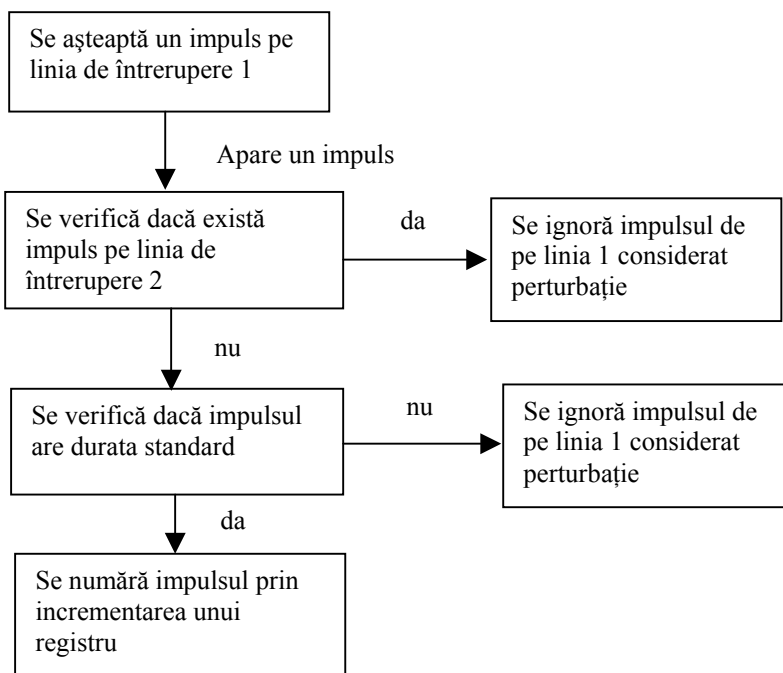 Se aşteaptă un impuls pe
linia de întrerupere 1
Apare un impuls
Se verifică dacă există
impuls pe linia de
întrerupere 2
da
Se ignoră impulsul de
pe linia 1 considerat
perturbație
nu
Se verifică dacă impulsul
are durata standard
nu
Se ignoră impulsul de
pe linia 1 considerat
perturbație
da
Se numără impulsul prin
incrementarea unui
registru